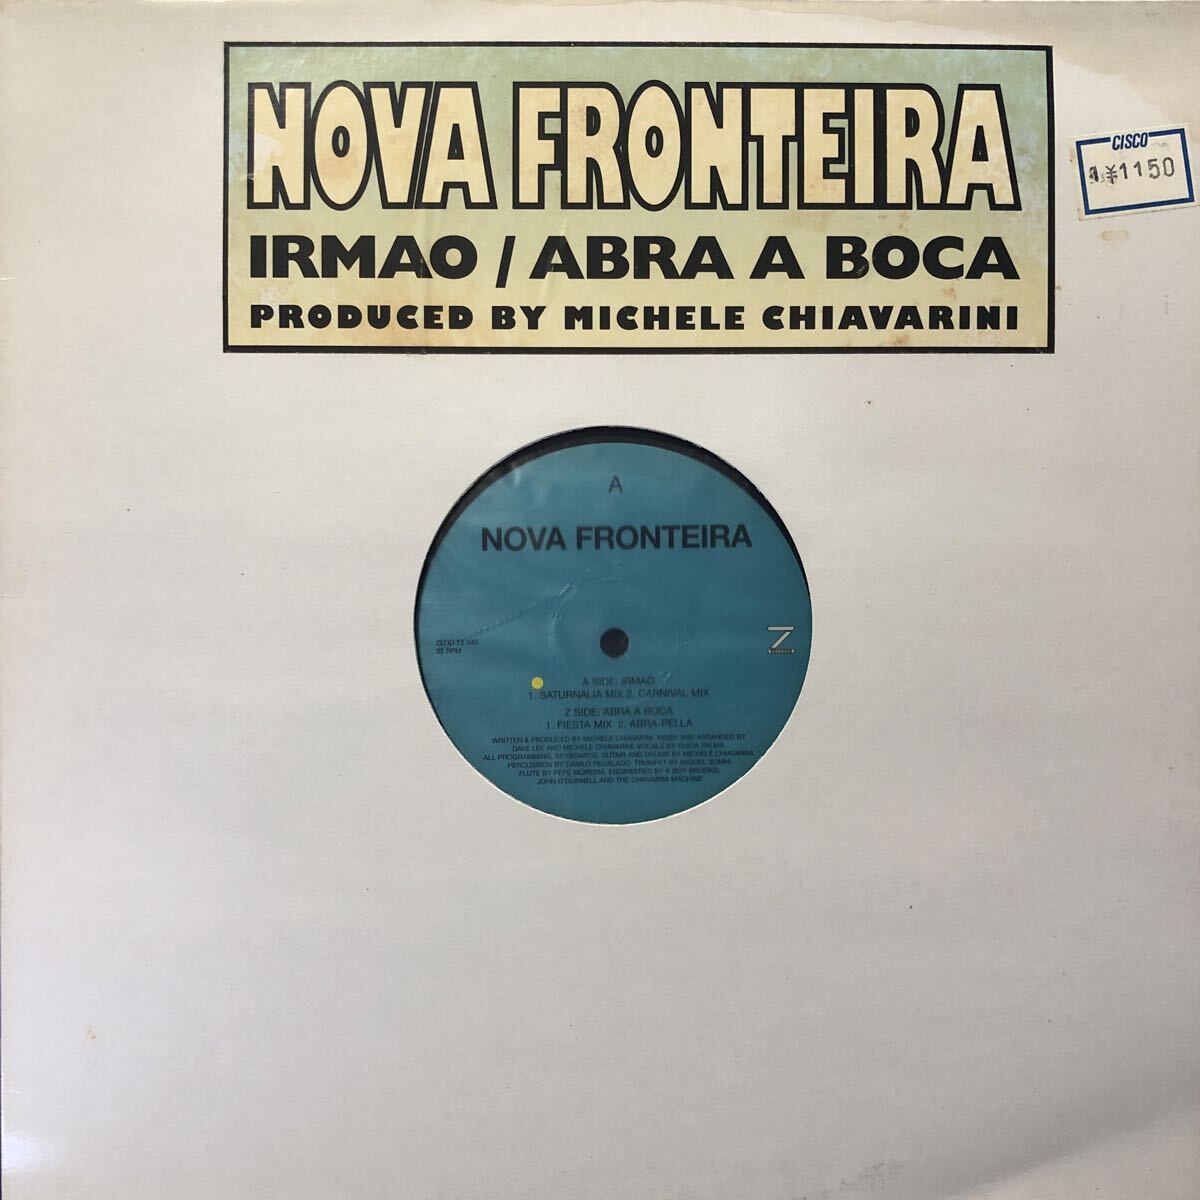 NOVA FRONTEIRA
IRMAO / ABRA A BOCA
PRODUCED BY MICHELE CHIAVARINI
CISCO
¥1150
A
NOVA FRONTEIRA
ZEDD 12 040
33 RPM
Z
A SIDE: IRMAO
1. SATURNALIA MIX 2. CARNIVAL MIX
Z SIDE: ABRA A BOCA
1. FIESTA MIX. 2. ABRA-PELLA
WRITTEN & PRODUCED BY MICHELE CHIAVARINI. MIXED AND ARRANGED BY
DAVE LEE AND MICHELE CHIAVARINI. VOCALS BY GUIDA PALMA.
ALL PROGRAMMING, KEYBOARDS, GUITAR AND DRUMS BY MICHELE CHIAVARINI.
PERCUSSION BY DANILO REGALADO. TRUMPET BY MIGUEL SOMNI
FLUTE BY PEPE MOREIRA. ENGINEERED BY K BOY BROOKS,
JOHN O'DONNELL AND THE CHIAVARINI MACHINE